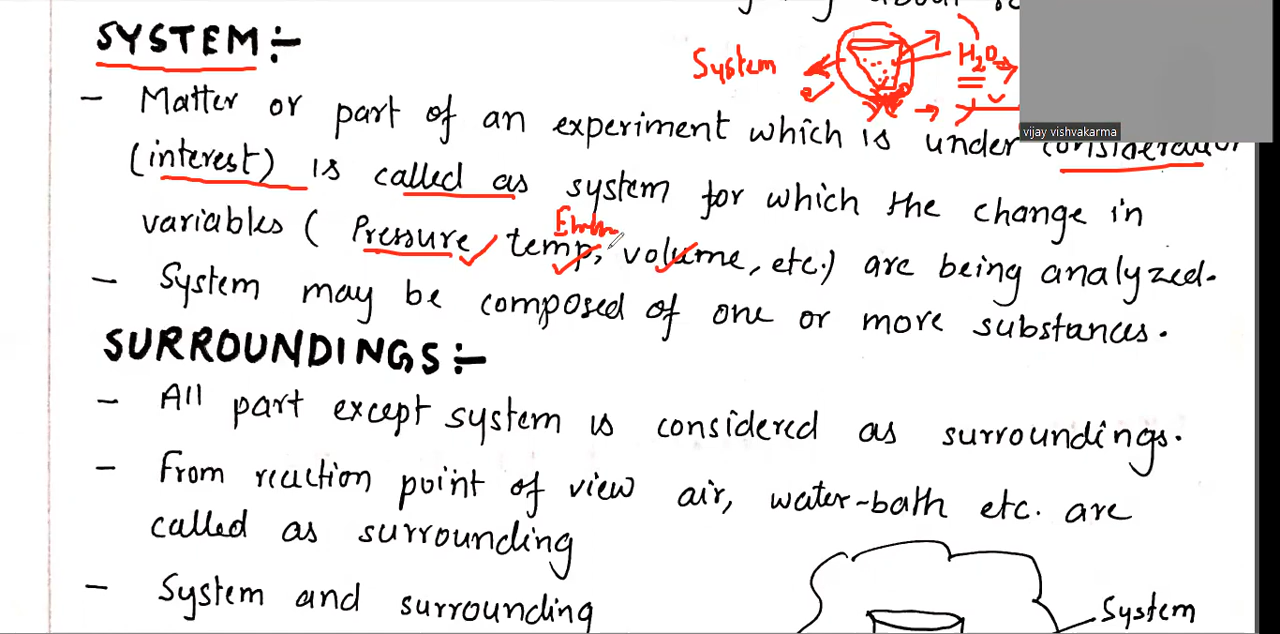 SYSTEM:-
System
H₂O
vijay vishvakarma
- Matter or part of an experiment which is under consideration
(interest) is called as system for which the change in
variables ( Pressure, temp, volume, etc.) are being analyzed.
- System may be composed of one or more substances.
SURROUNDINGS:-
- All part except system is considered as surroundings.
- From reaction point of view air, water-bath etc. are
called as surrounding
- System and surrounding
System